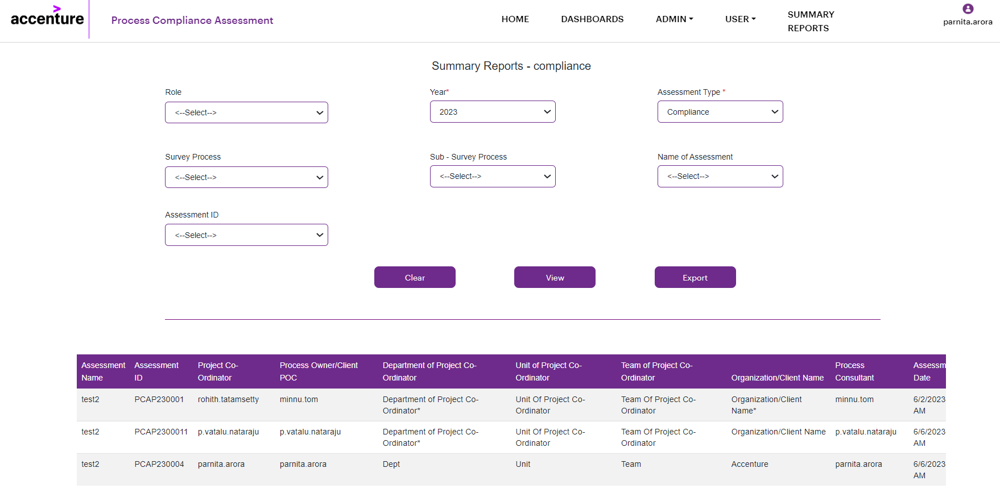 accenture
Process Compliance Assessment
HOME
DASHBOARDS
ADMIN
USER
SUMMARY
REPORTS
parnita.arora
Summary Reports - compliance
Role
Year*
Assessment Type *
<--Select-->
2023
Compliance
Survey Process
Sub - Survey Process
Name of Assessment
<--Select-->
<--Select-->
<--Select-->
Assessment ID
<--Select-->
Clear
View
Export
Assessment Name
Assessment ID
Project Co-Ordinator
Process Owner/Client POC
Department of Project Co-Ordinator
Unit of Project Co-Ordinator
Team of Project Co-Ordinator
Organization/Client Name
Process Consultant
Assessm
Date
test2
PCAP230001
rohith.tatamsetty
minnu.tom
Department of Project Co-Ordinator*
Unit Of Project Co-Ordinator
Team Of Project Co-Ordinator
Organization/Client Name*
minnu.tom
6/2/2023
AM
test2
PCAP2300011
p.vatalu.nataraju
p.vatalu.nataraju
Department of Project Co-Ordinator*
Unit Of Project Co-Ordinator
Team Of Project Co-Ordinator
Organization/Client Name
p.vatalu.nataraju
6/6/2023
AM
test2
PCAP230004
parnita.arora
parnita.arora
Dept
Unit
Team
Accenture
parnita.arora
6/6/2023
AM